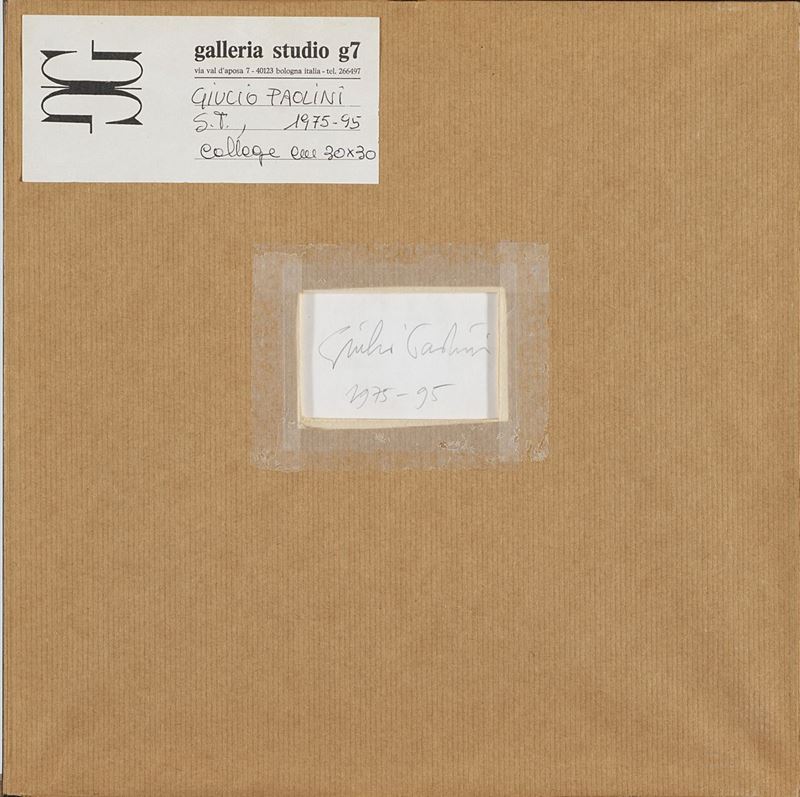 galleria studio g7
via val d'aposa 7 - 40123 bologna italia - tel. 266497
GIULIO PAOLINI
S.T., 1975-95
collage cm 30x30
Giulio Paolini
1975-95